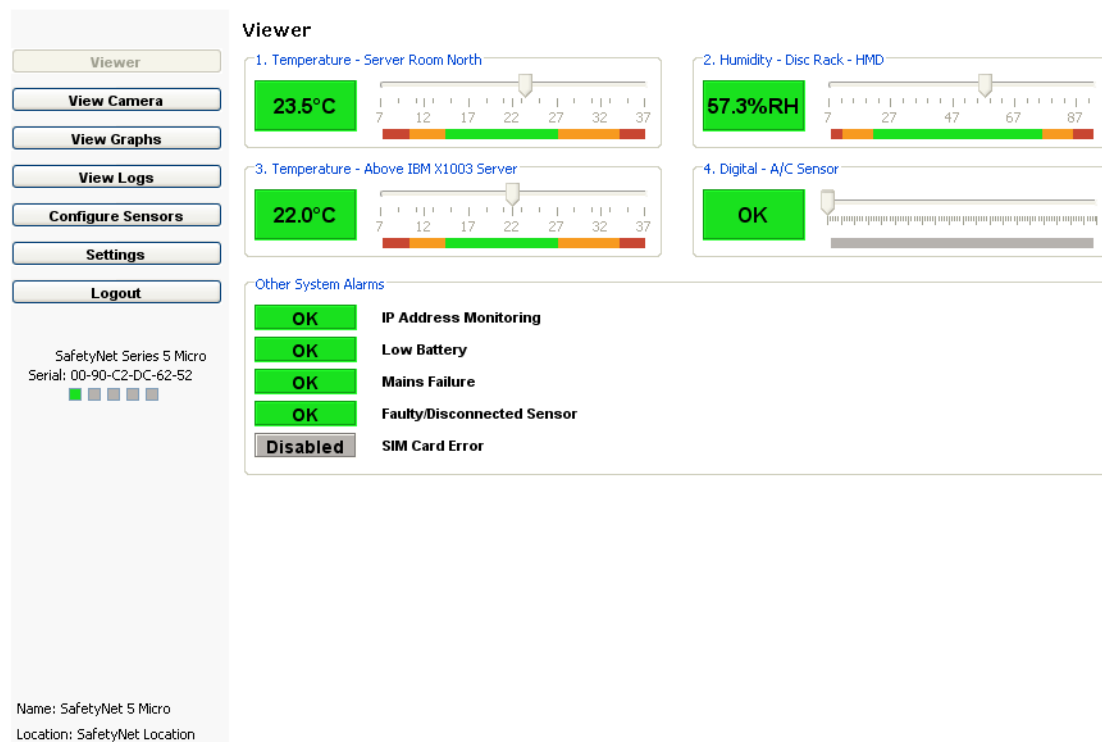 Viewer
Viewer
View Camera
View Graphs
View Logs
Configure Sensors
Settings
Logout
SafetyNet Series 5 Micro
Serial: 00-90-C2-DC-62-52
Name: SafetyNet 5 Micro
Location: SafetyNet Location
1. Temperature - Server Room North
23.5°C
7 12 17 22 27 32 37
2. Humidity - Disc Rack - HMD
57.3%RH
7 27 47 67 87
3. Temperature - Above IBM X1003 Server
22.0°C
7 12 17 22 27 32 37
4. Digital - A/C Sensor
OK
Other System Alarms
OK IP Address Monitoring
OK Low Battery
OK Mains Failure
OK Faulty/Disconnected Sensor
Disabled SIM Card Error